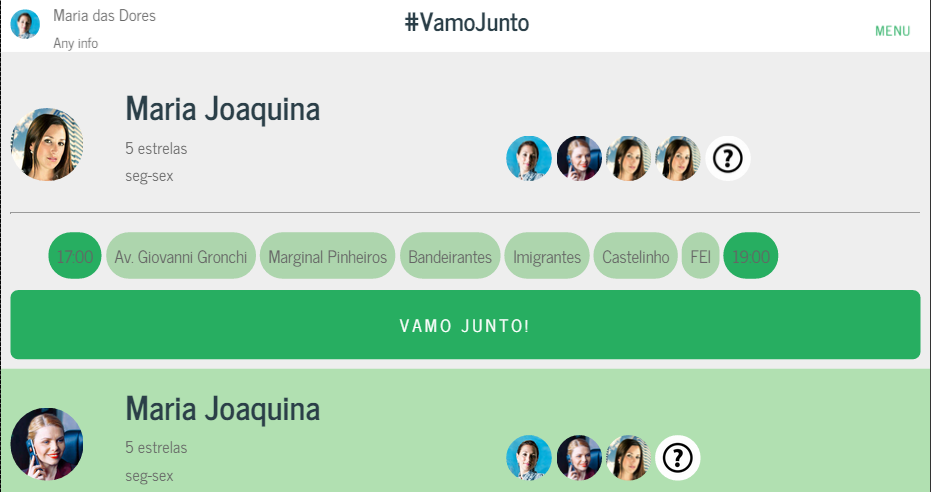 Maria das Dores
#VamoJunto
Any info
MENU
Maria Joaquina
5 estrelas
seg-sex
?
17:00 Av. Giovanni Gronchi Marginal Pinheiros Bandeirantes Imigrantes Castelinho FEI 19:00
VAMO JUNTO!
Maria Joaquina
5 estrelas
seg-sex
?